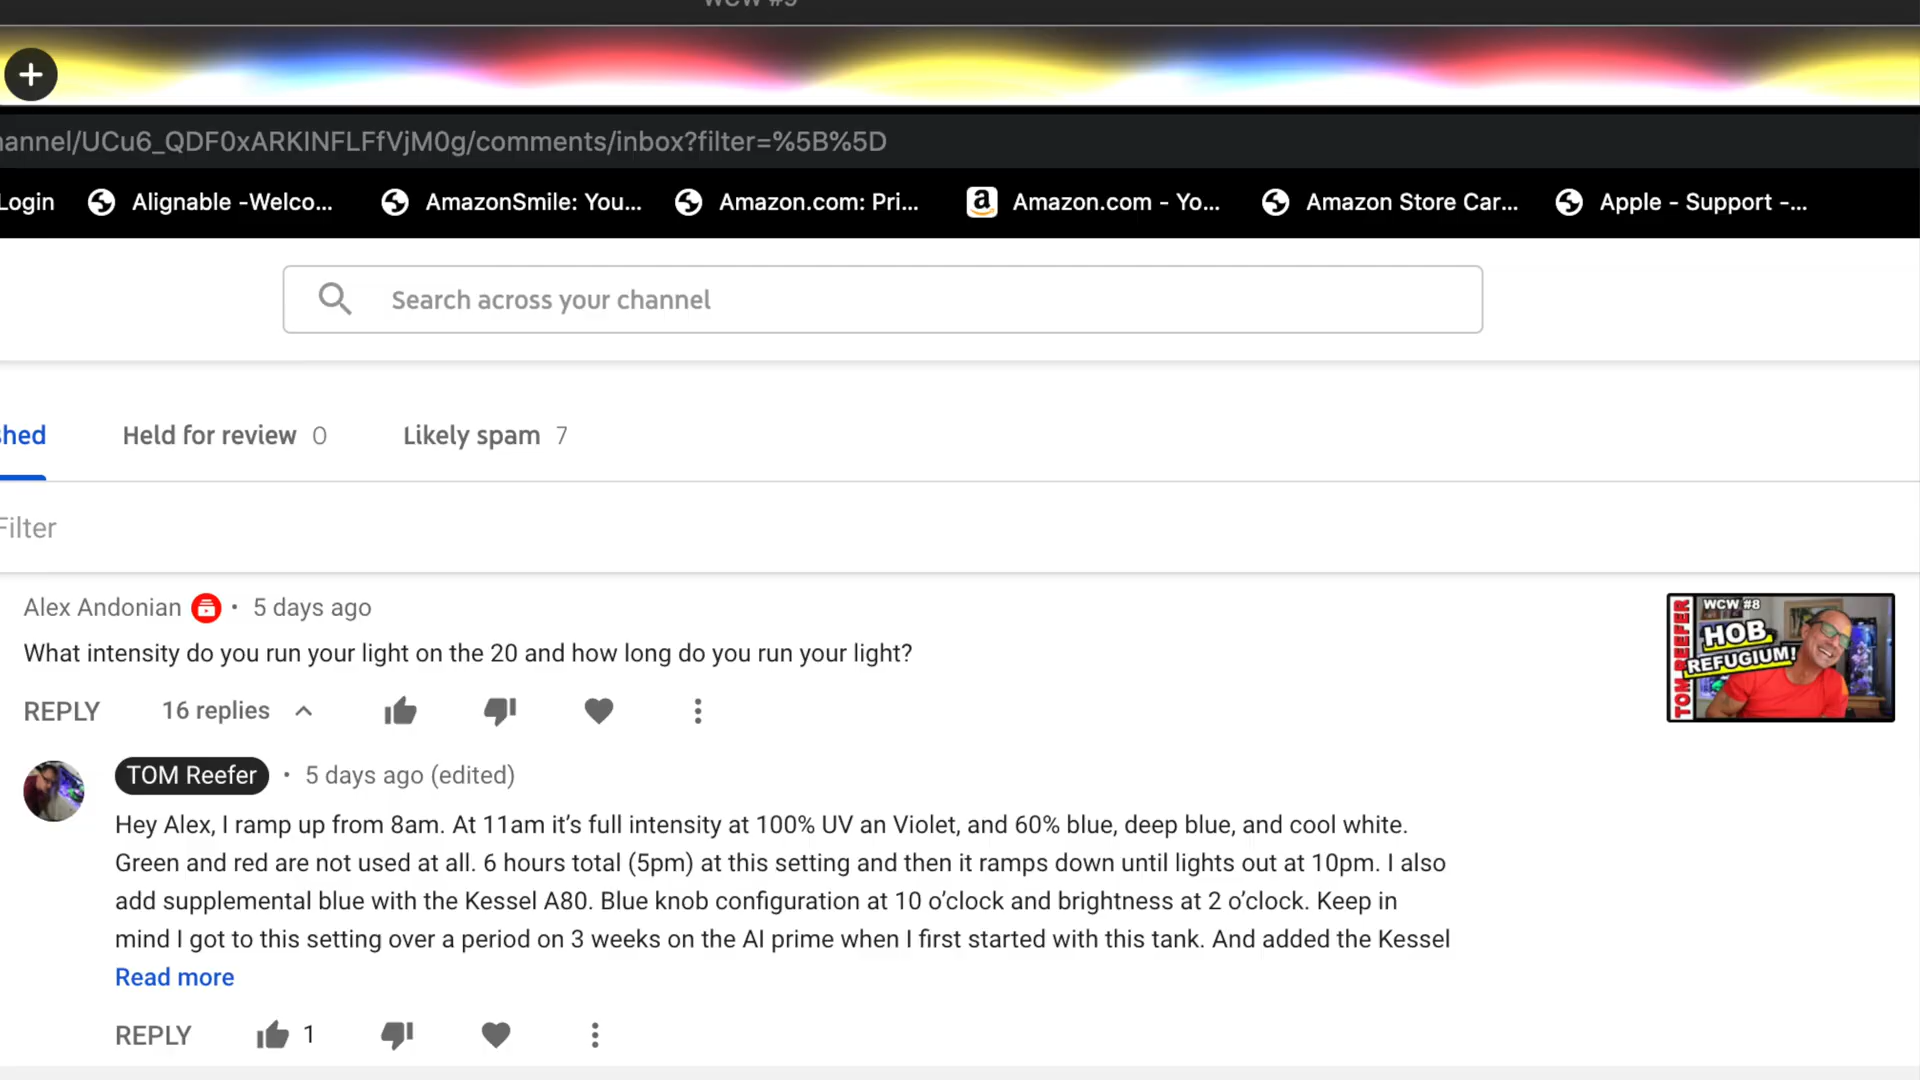 WCW #9
annel/UCu6_QDF0xARKINFLFfVjM0g/comments/inbox?filter=%5B%5D
Login Alignable -Welco... AmazonSmile: You... Amazon.com: Pri... Amazon.com - Yo... Amazon Store Car... Apple - Support -...
Search across your channel
shed Held for review 0 Likely spam 7
Filter
Alex Andonian • 5 days ago
What intensity do you run your light on the 20 and how long do you run your light?
REPLY 16 replies
TOM REEFER
WCW #8
HOB
REFUGIUM!
TOM Reefer • 5 days ago (edited)
Hey Alex, I ramp up from 8am. At 11am it’s full intensity at 100% UV an Violet, and 60% blue, deep blue, and cool white.
Green and red are not used at all. 6 hours total (5pm) at this setting and then it ramps down until lights out at 10pm. I also
add supplemental blue with the Kessel A80. Blue knob configuration at 10 o’clock and brightness at 2 o’clock. Keep in
mind I got to this setting over a period on 3 weeks on the AI prime when I first started with this tank. And added the Kessel
Read more
REPLY 1